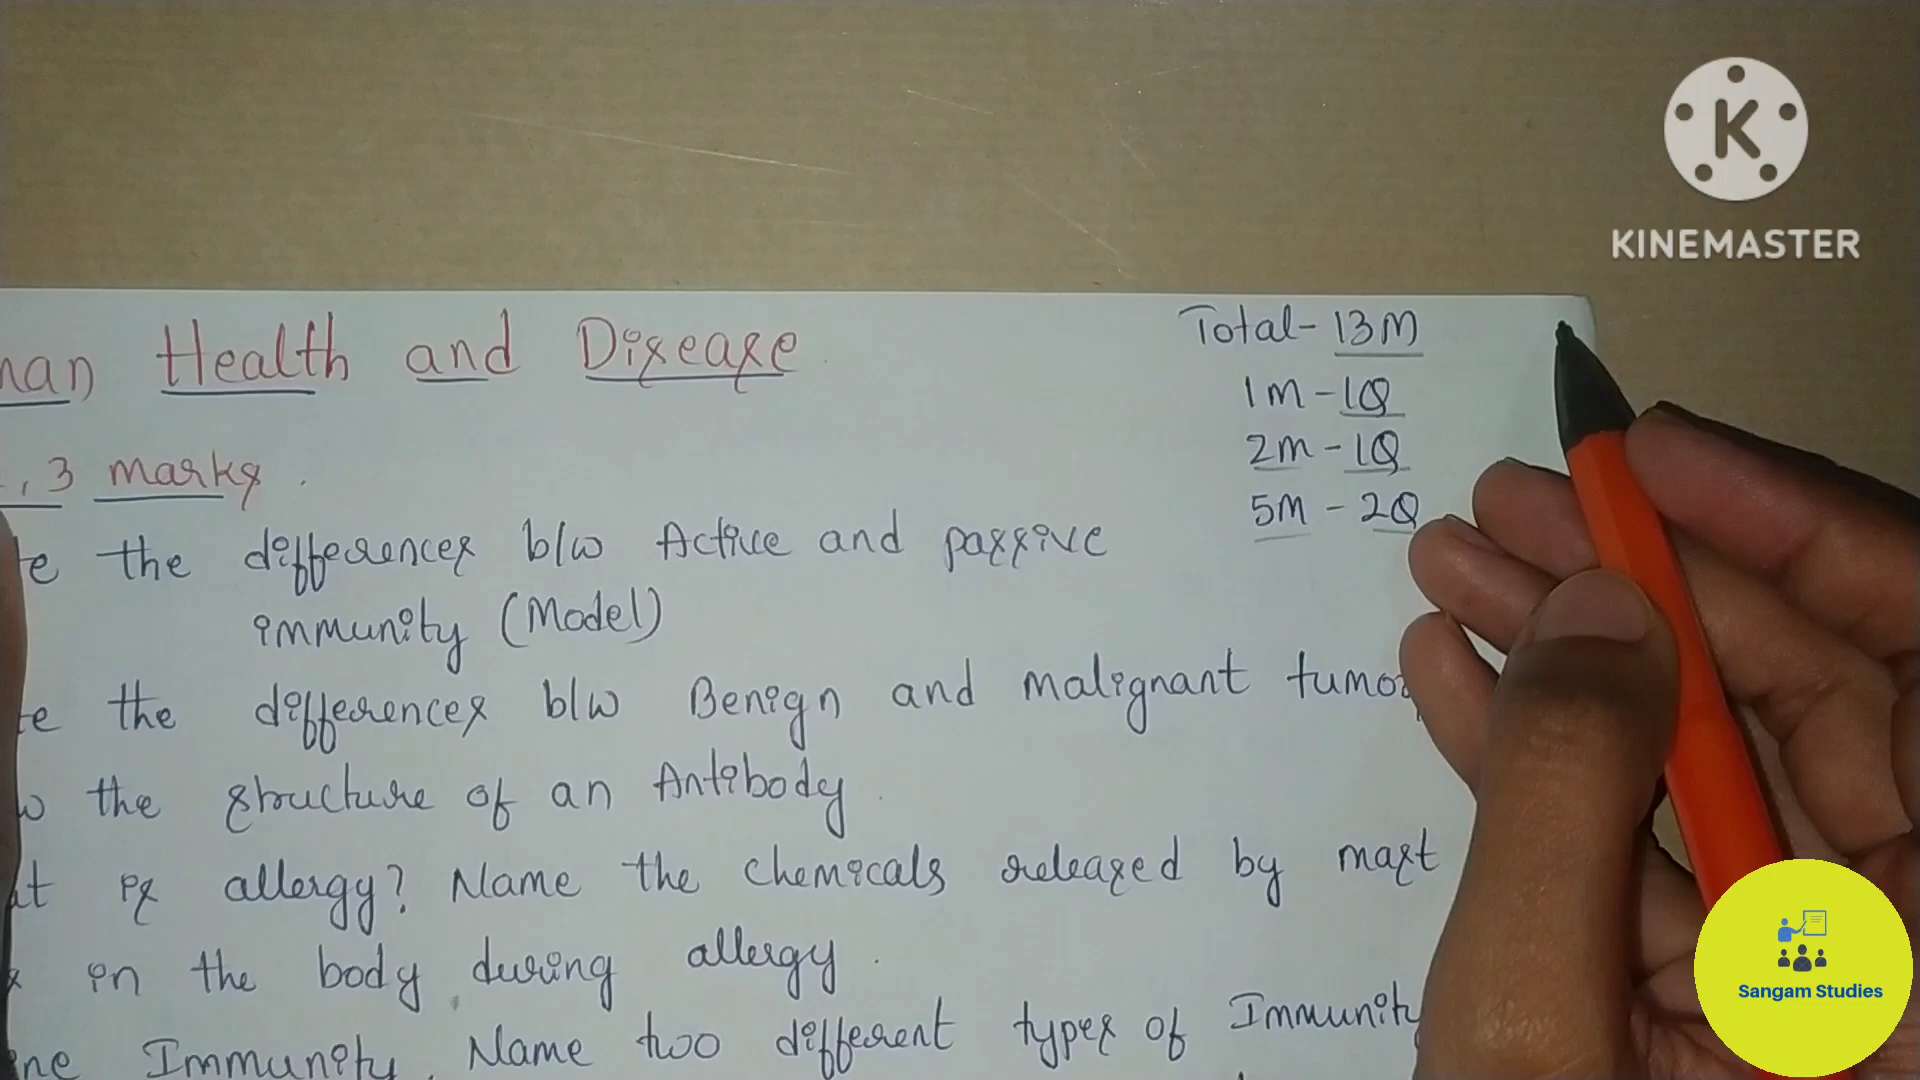 K
KINEMASTER
Health and Disease
Total- 13M
1M - 1Q
2M - 1Q
5M - 2Q
, 3 marks.
the differences b/w Active and passive
immunity (Model)
the differences b/w Benign and malignant
the structure of an Antibody.
is allergy? Name the chemicals released by mast
in the body during allergy.
Immunity. Name two different types of Immunity
Sangam Studies